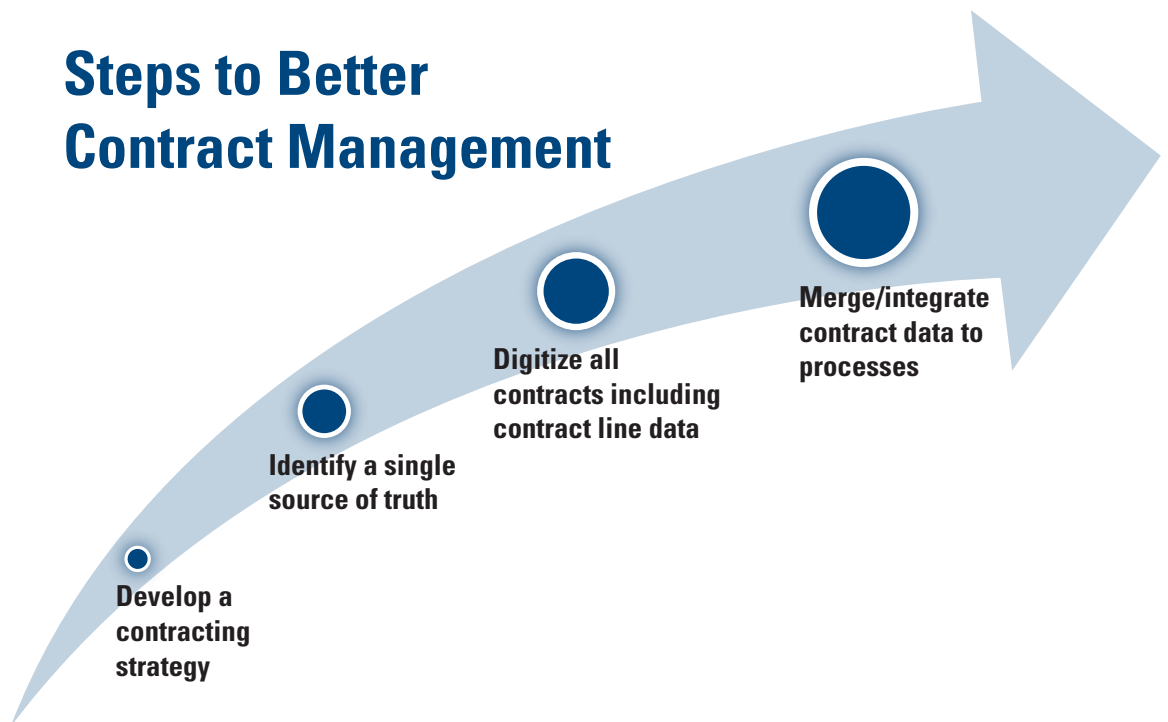 Steps to Better
Contract Management
Develop a
contracting
strategy
Identify a single
source of truth
Digitize all
contracts including
contract line data
Merge/integrate
contract data to
processes